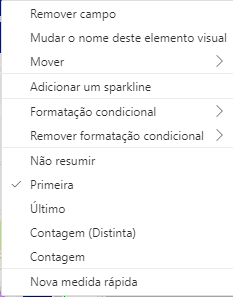 Remover campo
Mudar o nome deste elemento visual
Mover
Adicionar um sparkline
Formatação condicional
Remover formatação condicional
Não resumir
Primeira
Último
Contagem (Distinta)
Contagem
Nova medida rápida